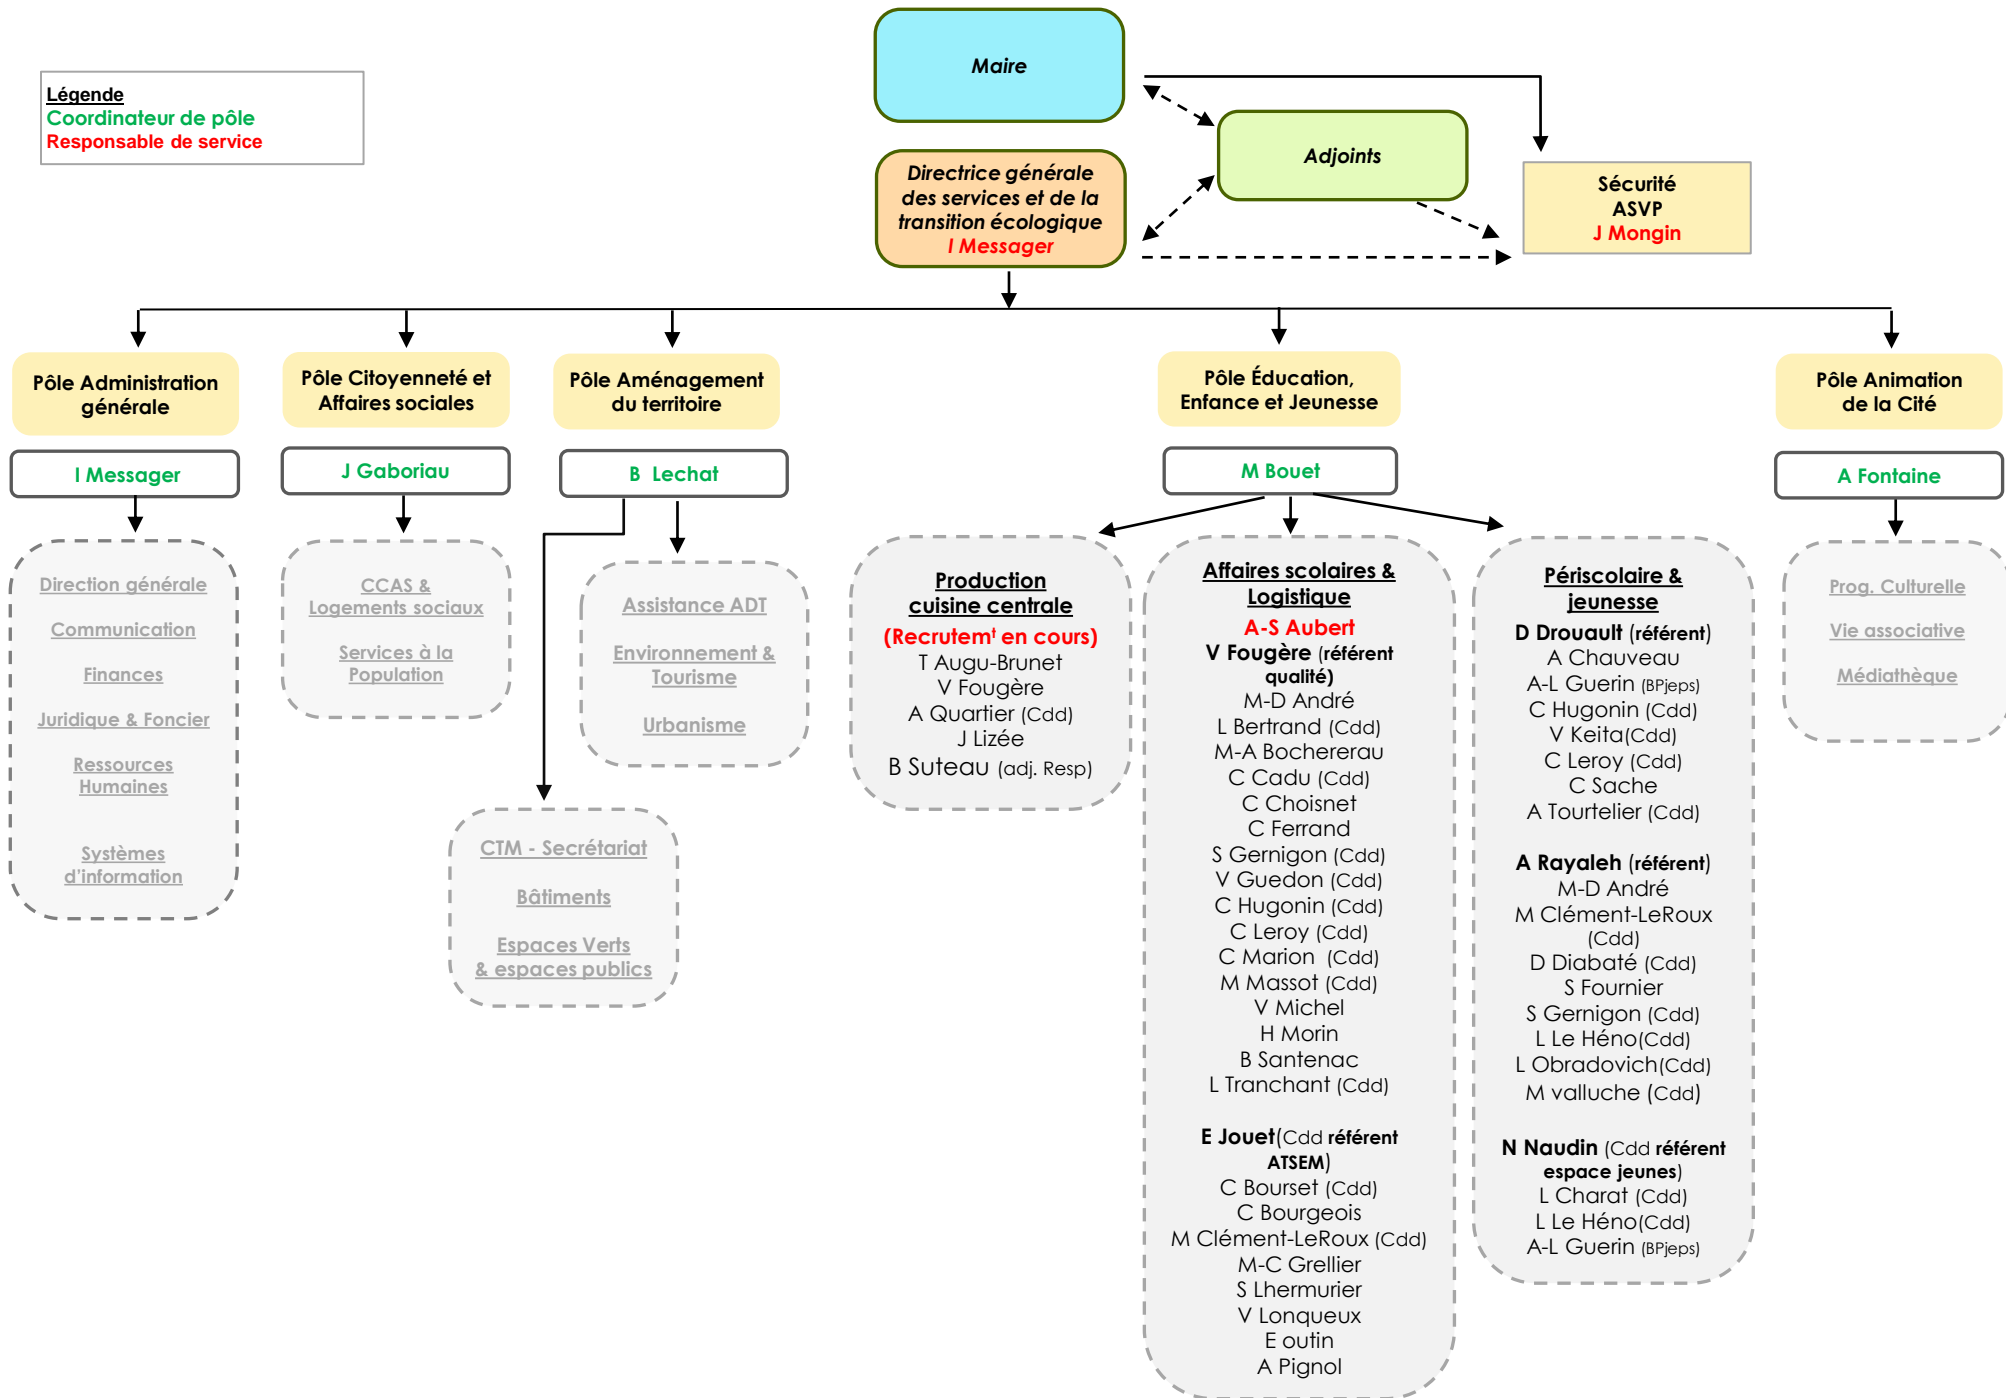 Maire
Légende
Coordinateur de pôle
Responsable de service
Adjoints
Directrice générale
des services et de la
transition écologique
I Messager
Sécurité
ASVP
J Mongin
Pôle Administration
générale
Pôle Citoyenneté et
Affaires sociales
Pôle Aménagement
du territoire
Pôle Éducation,
Enfance et Jeunesse
Pôle Animation
de la Cité
I Messager
J Gaboriau
B Lechat
M Bouet
A Fontaine
Direction générale
Communication
Finances
Juridique & Foncier
Ressources
Humaines
Systèmes
d'information
CCAS &
Logements sociaux
Services à la
Population
Assistance ADT
Environnement &
Tourisme
Urbanisme
CTM - Secrétariat
Bâtiments
Espaces Verts
& espaces publics
Production
cuisine centrale
(Recrutemᵗ en cours)
T Augu-Brunet
V Fougère
A Quartier (Cdd)
J Lizée
B Suteau (adj. Resp)
Affaires scolaires &
Logistique
A-S Aubert
V Fougère (référent
qualité)
M-D André
L Bertrand (Cdd)
M-A Bochererau
C Cadu (Cdd)
C Choisnet
C Ferrand
S Gernigon (Cdd)
V Guedon (Cdd)
C Hugonin (Cdd)
C Leroy (Cdd)
C Marion (Cdd)
M Massot (Cdd)
V Michel
H Morin
B Santenac
L Tranchant (Cdd)
E Jouet(Cdd référent
ATSEM)
C Bourset (Cdd)
C Bourgeois
M Clément-LeRoux (Cdd)
M-C Grellier
S Lhermurier
V Lonqueux
E outin
A Pignol
Périscolaire &
jeunesse
D Drouault (référent)
A Chauveau
A-L Guerin (BPjeps)
C Hugonin (Cdd)
V Keita(Cdd)
C Leroy (Cdd)
C Sache
A Tourtelier (Cdd)
A Rayaleh (référent)
M-D André
M Clément-LeRoux
(Cdd)
D Diabaté (Cdd)
S Fournier
S Gernigon (Cdd)
L Le Héno(Cdd)
L Obradovich(Cdd)
M valluche (Cdd)
N Naudin (Cdd référent
espace jeunes)
L Charat (Cdd)
L Le Héno(Cdd)
A-L Guerin (BPjeps)
Prog. Culturelle
Vie associative
Médiathèque